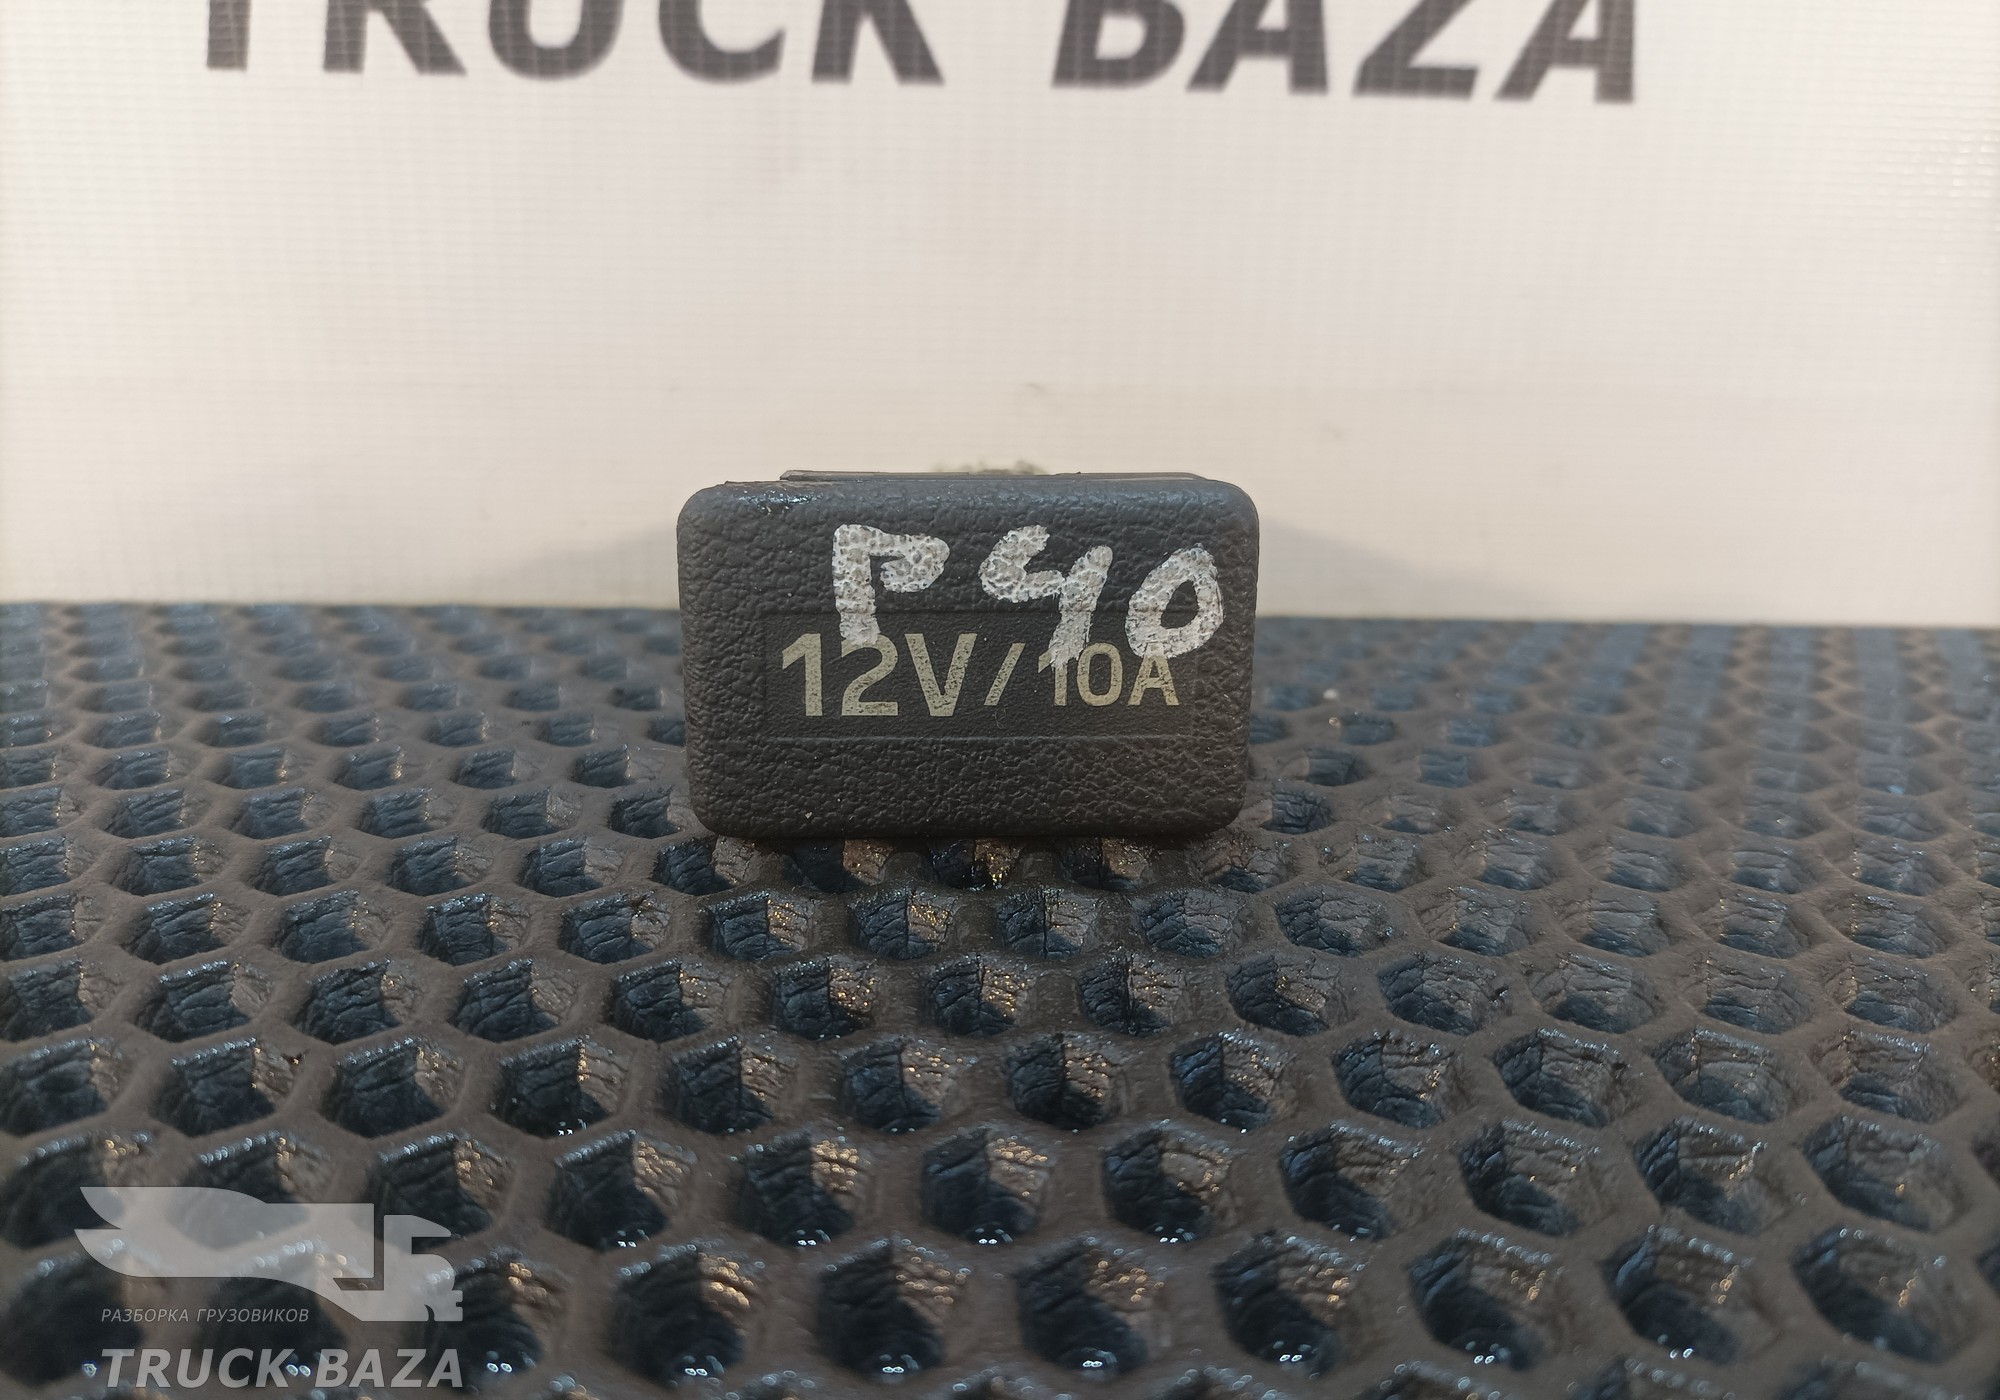 TRUCK BAZA
P40
12V/10A
РАЗБОРКА ГРУЗОВИКОВ
TRUCK BAZA